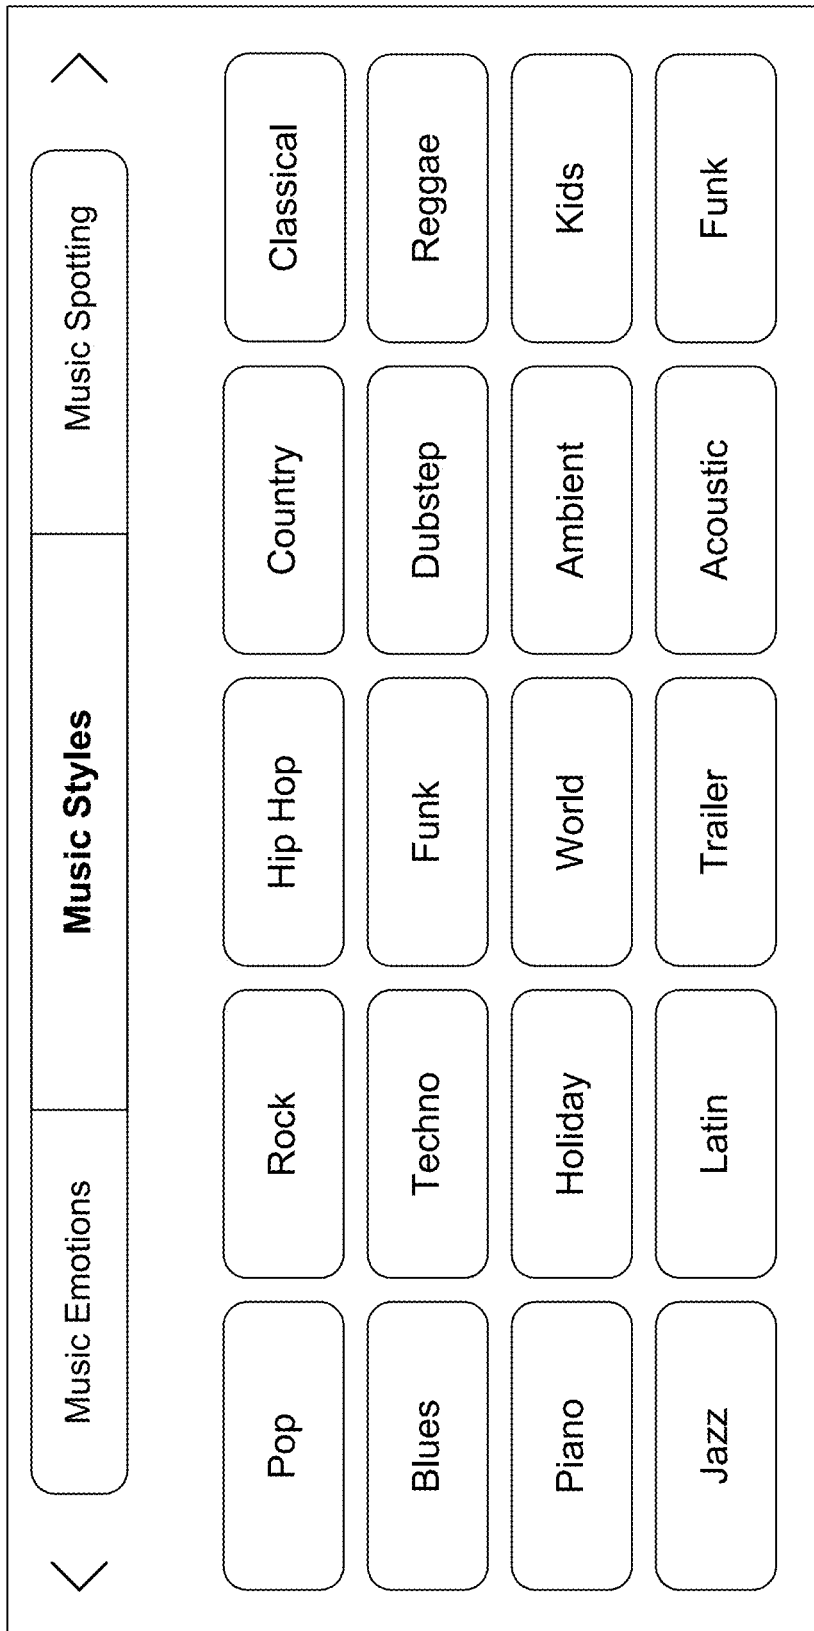 Music Emotions Music Styles Music Spotting
Pop Rock Hip Hop Country Classical
Blues Techno Funk Dubstep Reggae
Piano Holiday World Ambient Kids
Jazz Latin Trailer Acoustic Funk